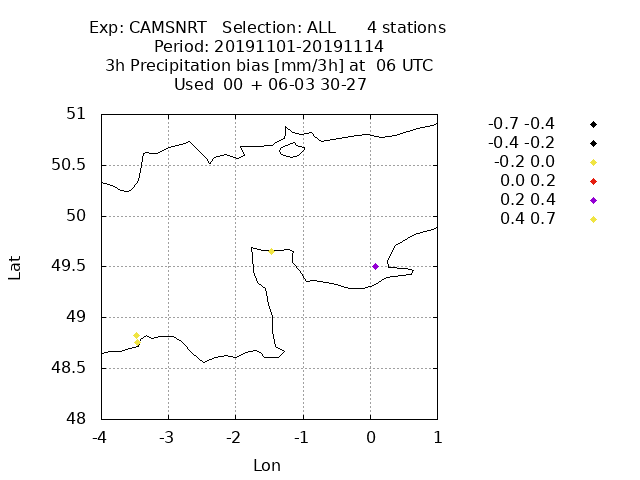 Exp: CAMSNRT   Selection: ALL      4 stations
Period: 20191101-20191114
3h Precipitation bias [mm/3h] at  06 UTC
Used  00 + 06-03 30-27
51
50.5
50
49.5
49
48.5
48
-4 -3 -2 -1 0 1
Lat
Lon
-0.7 -0.4
-0.4 -0.2
-0.2 0.0
0.0 0.2
0.2 0.4
0.4 0.7